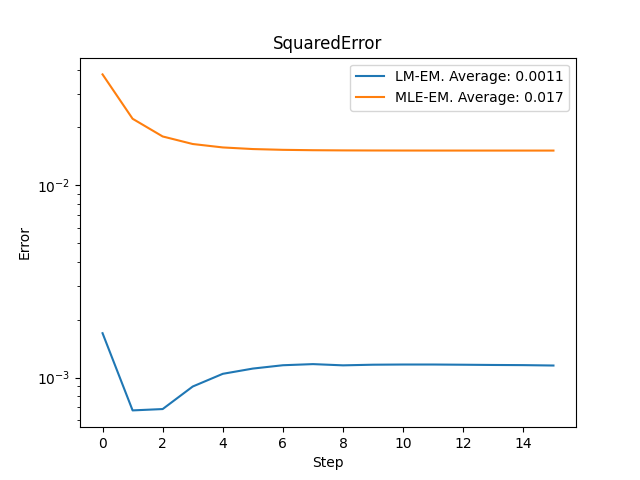 SquaredError
LM-EM. Average: 0.0011
MLE-EM. Average: 0.017
10⁻²
10⁻³
Error
0 2 4 6 8 10 12 14
Step